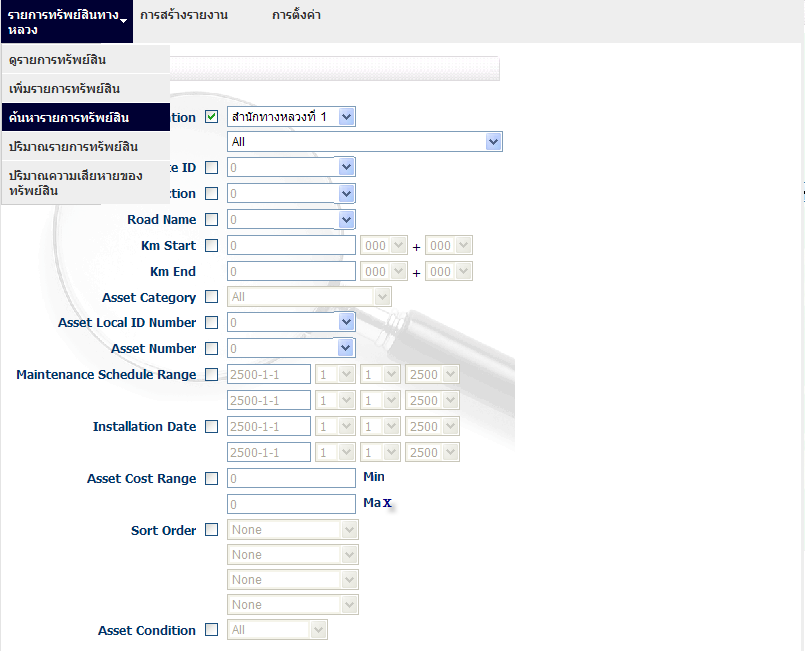 รายการทรัพย์สินทาง การสร้างรายงาน การตั้งค่า
หลวง
ดูรายการทรัพย์สิน
เพิ่มรายการทรัพย์สิน
ค้นหารายการทรัพย์สิน tion สำนักทางหลวงที่ 1
All
ปริมาณรายการทรัพย์สิน
te ID 0
ปริมาณความเสียหายของ
ทรัพย์สิน ction 0
Road Name 0
Km Start 0 000 + 000
Km End 0 000 + 000
Asset Category All
Asset Local ID Number 0
Asset Number 0
Maintenance Schedule Range 2500-1-1 1 1 2500
2500-1-1 1 1 2500
Installation Date 2500-1-1 1 1 2500
2500-1-1 1 1 2500
Asset Cost Range 0 Min
0 Max
Sort Order None
None
None
None
Asset Condition All